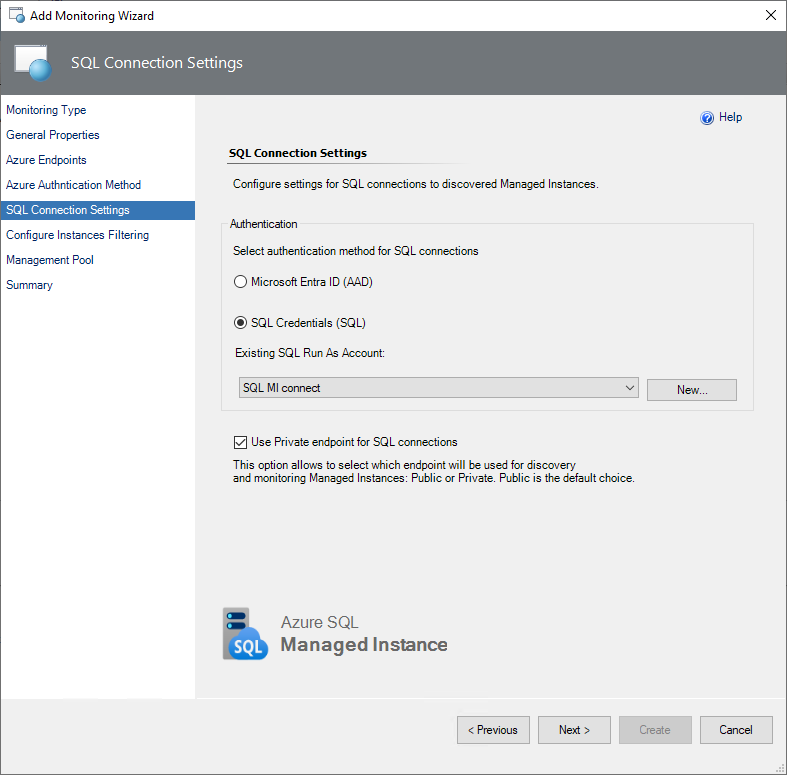 Add Monitoring Wizard
SQL Connection Settings
Monitoring Type
General Properties
Azure Endpoints
Azure Authntication Method
SQL Connection Settings
Configure Instances Filtering
Management Pool
Summary
Help
SQL Connection Settings
Configure settings for SQL connections to discovered Managed Instances.
Authentication
Select authentication method for SQL connections
Microsoft Entra ID (AAD)
SQL Credentials (SQL)
Existing SQL Run As Account:
SQL MI connect
New...
Use Private endpoint for SQL connections
This option allows to select which endpoint will be used for discovery
and monitoring Managed Instances: Public or Private. Public is the default choice.
SQL
Azure SQL
Managed Instance
< Previous
Next >
Create
Cancel